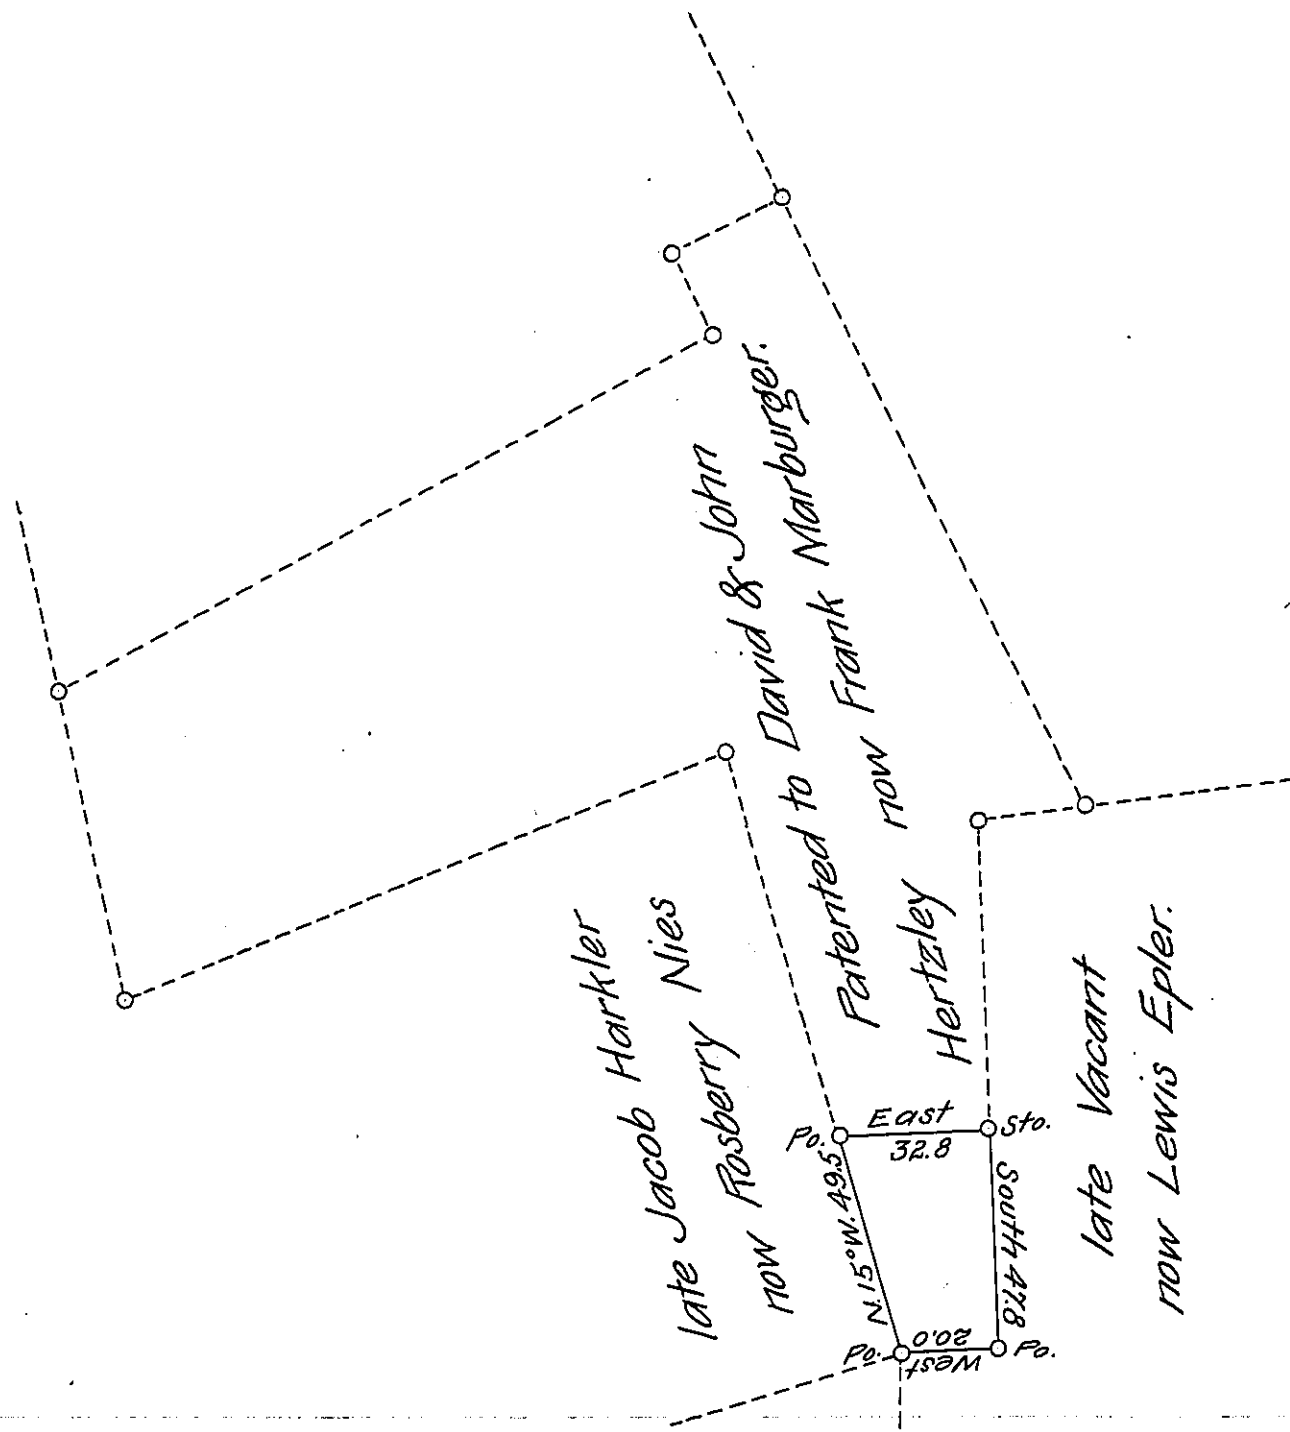 late Jacob Harkler
now Rosberry Nies
Patented to David & John
Hertzley now Frank Marburger.
late Vacant
now Lewis Epler.
Po.
East
32.8
Sto.
N.15°W. 49.5
South 47.8
Po.
West
20.0
Po.